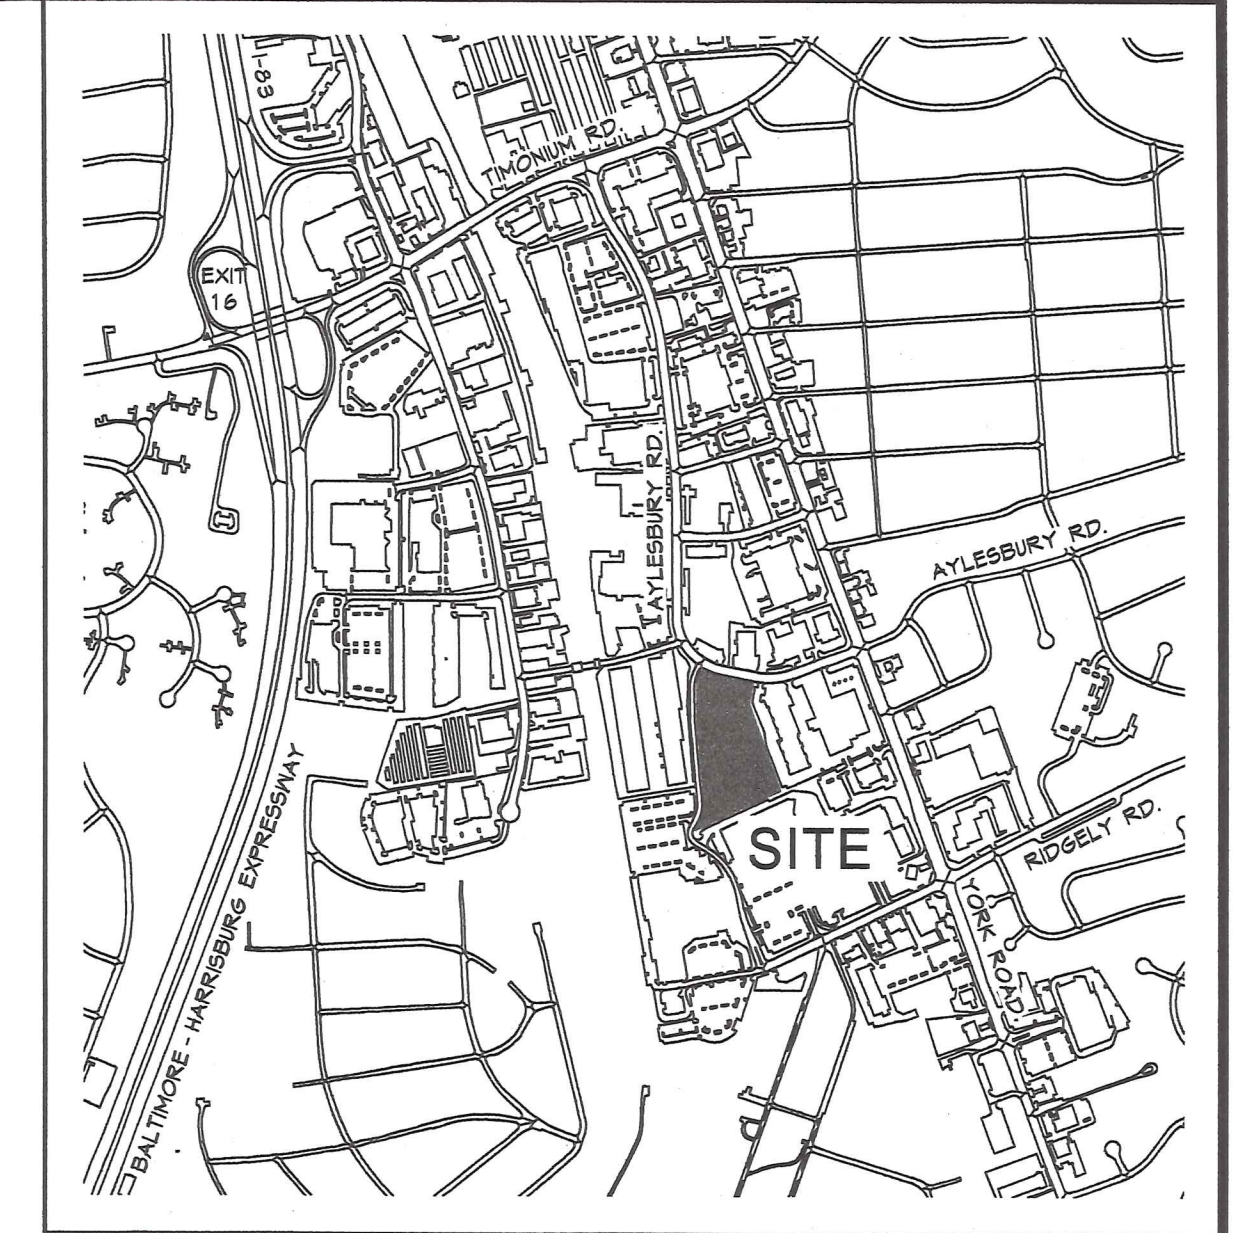 I-83
TIMONIUM RD.
EXIT
16
AYLESBURY RD.
AYLESBURY RD.
SITE
RIDGELY RD.
YORK ROAD
BALTIMORE - HARRISBURG EXPRESSWAY